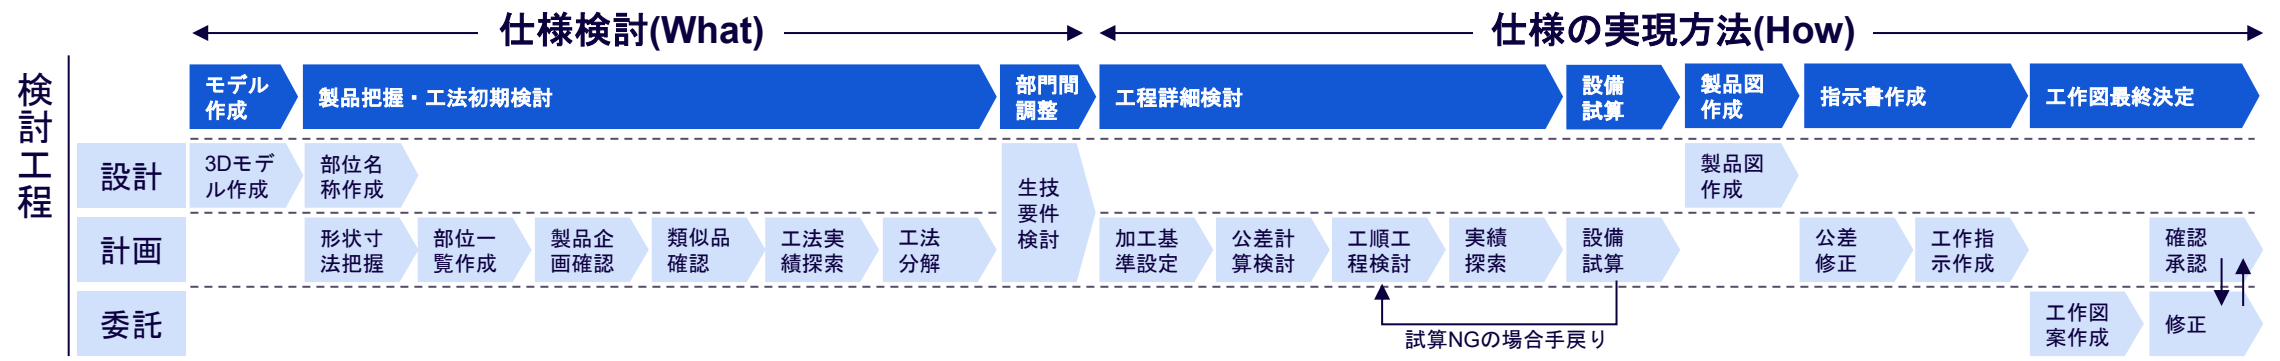 仕様検討(What)
仕様の実現方法(How)
検討工程
モデル
作成
製品把握・工法初期検討
部門間
調整
工程詳細検討
設備
試算
製品図
作成
指示書作成
工作図最終決定
設計
3Dモデ
ル作成
部位名
称作成
生技
要件
検討
製品図
作成
計画
形状寸
法把握
部位一
覧作成
製品企
画確認
類似品
確認
工法実
績探索
工法
分解
加工基
準設定
公差計
算検討
工順工
程検討
実績
探索
設備
試算
公差
修正
工作指
示作成
確認
承認
委託
試算NGの場合手戻り
工作図
案作成
修正